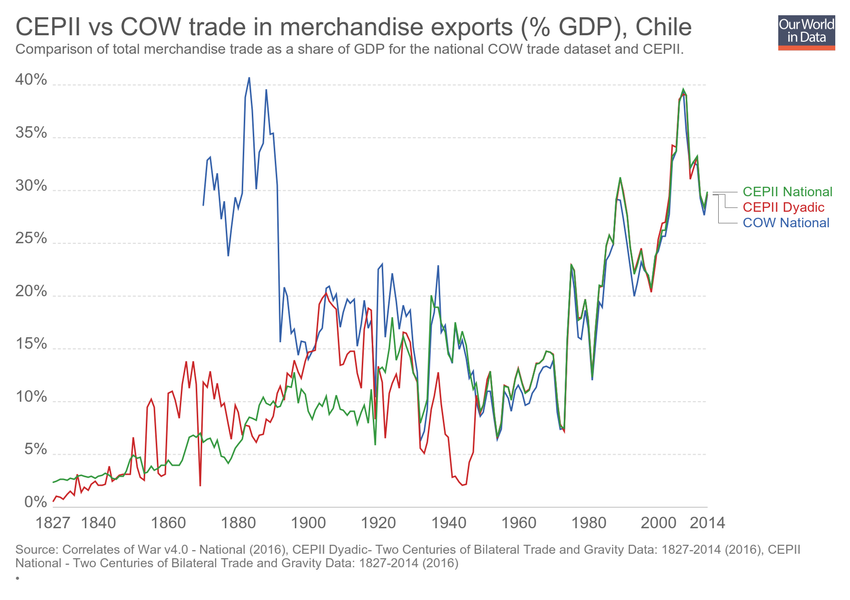 CEPII vs COW trade in merchandise exports (% GDP), Chile
Comparison of total merchandise trade as a share of GDP for the national COW trade dataset and CEPII.
Our World
in Data
40%
35%
30%
25%
20%
15%
10%
5%
0%
1827 1840 1860 1880 1900 1920 1940 1960 1980 2000 2014
CEPII National
CEPII Dyadic
COW National
Source: Correlates of War v4.0 - National (2016), CEPII Dyadic- Two Centuries of Bilateral Trade and Gravity Data: 1827-2014 (2016), CEPII
National - Two Centuries of Bilateral Trade and Gravity Data: 1827-2014 (2016)
•